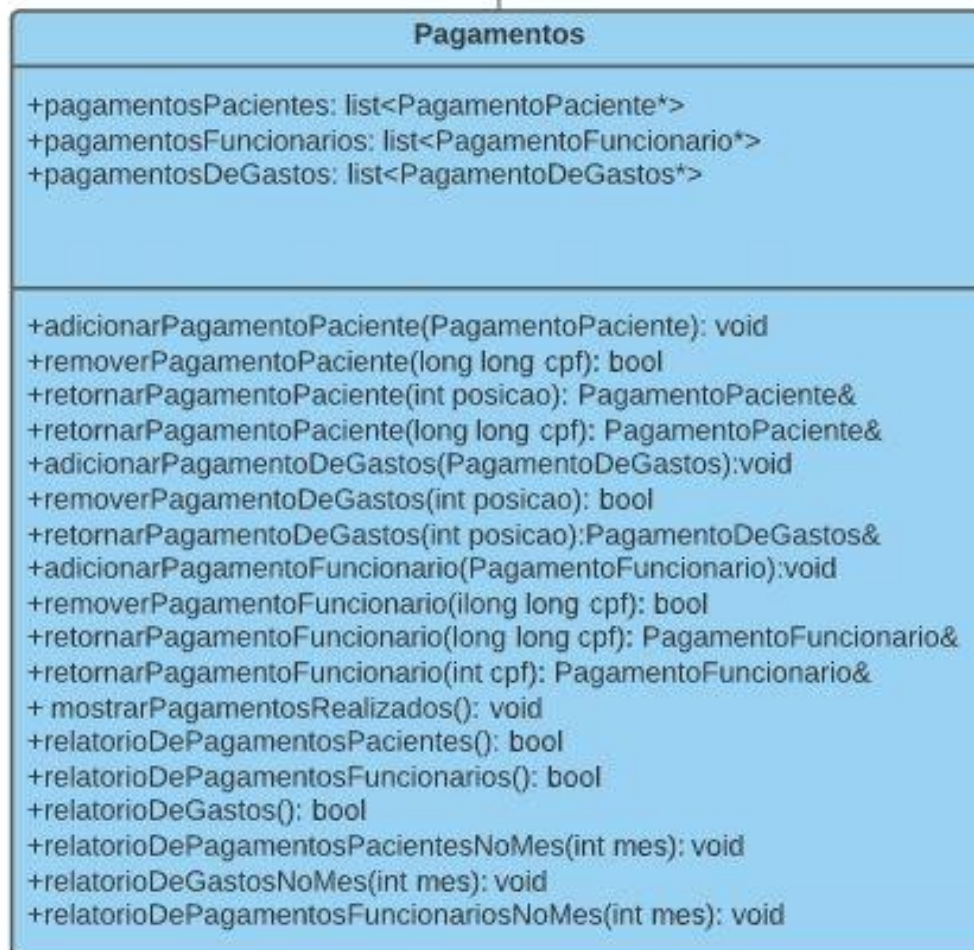 Pagamentos
+pagamentosPacientes: list<PagamentoPaciente*>
+pagamentosFuncionarios: list<PagamentoFuncionario*>
+pagamentosDeGastos: list<PagamentoDeGastos*>
+adicionarPagamentoPaciente(PagamentoPaciente): void
+removerPagamentoPaciente(long long cpf): bool
+retornarPagamentoPaciente(int posicao): PagamentoPaciente&
+retornarPagamentoPaciente(long long cpf): PagamentoPaciente&
+adicionarPagamentoDeGastos(PagamentoDeGastos):void
+removerPagamentoDeGastos(int posicao): bool
+retornarPagamentoDeGastos(int posicao):PagamentoDeGastos&
+adicionarPagamentoFuncionario(PagamentoFuncionario):void
+removerPagamentoFuncionario(ilong long cpf): bool
+retornarPagamentoFuncionario(long long cpf): PagamentoFuncionario&
+retornarPagamentoFuncionario(int cpf): PagamentoFuncionario&
+ mostrarPagamentosRealizados(): void
+relatorioDePagamentosPacientes(): bool
+relatorioDePagamentosFuncionarios(): bool
+relatorioDeGastos(): bool
+relatorioDePagamentosPacientesNoMes(int mes): void
+relatorioDeGastosNoMes(int mes): void
+relatorioDePagamentosFuncionariosNoMes(int mes): void